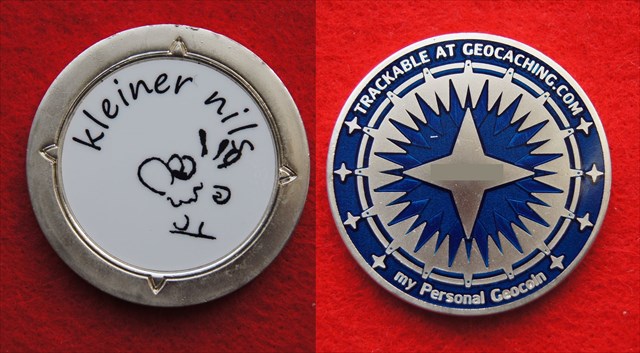 kleiner nils
TRACKABLE AT GEOCACHING.COM
my Personal Geocoin